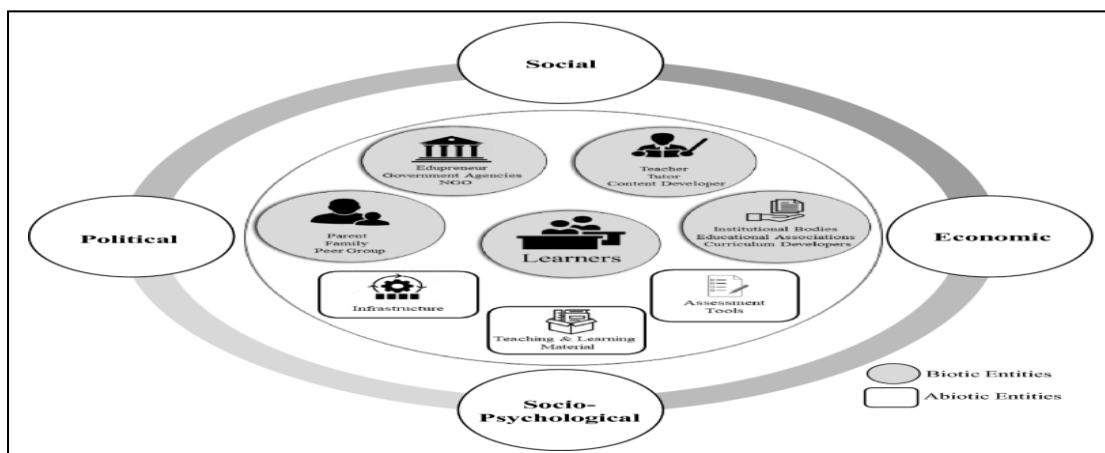 Social
Edupreneur
Government Agencies
NGO
Teacher
Tutor
Content Developer
Parent
Family
Peer Group
Learners
Institutional Bodies
Educational Associations
Curriculum Developers
Political
Economic
Infrastructure
Teaching & Learning
Material
Assessment
Tools
Socio-
Psychological
Biotic Entities
Abiotic Entities